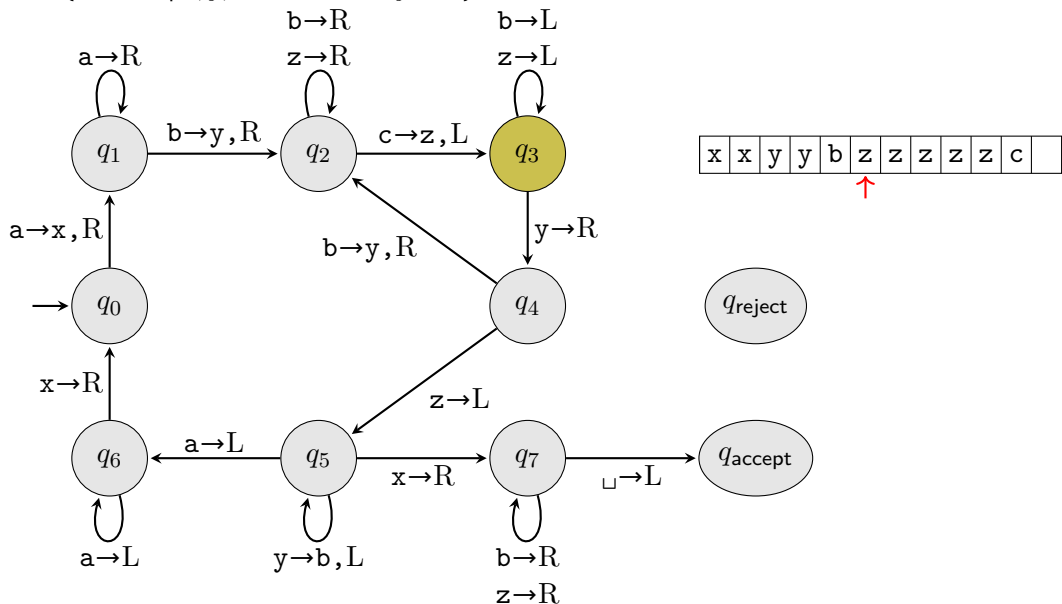 b→R
z→R
b→L
z→L
a→R
q1
b→y,R
q2
c→z,L
q3
x x y y b z z z z z c
↑
a→x,R
b→y,R
y→R
q0
q4
qreject
x→R
z→L
q6
a→L
q5
x→R
q7
␣→L
qaccept
a→L
y→b,L
b→R
z→R